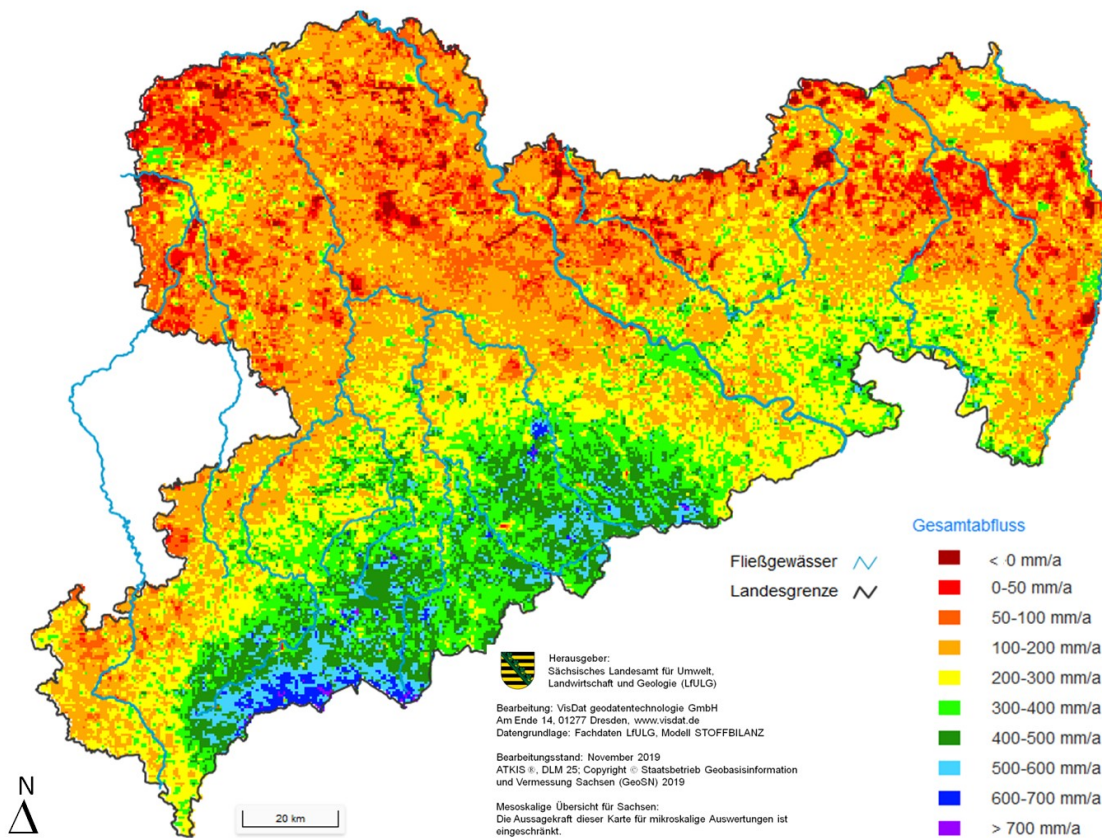 Gesamtabfluss
Fließgewässer
Landesgrenze
< 0 mm/a
0-50 mm/a
50-100 mm/a
100-200 mm/a
200-300 mm/a
300-400 mm/a
400-500 mm/a
500-600 mm/a
600-700 mm/a
> 700 mm/a
Herausgeber:
Sächsisches Landesamt für Umwelt,
Landwirtschaft und Geologie (LfULG)
Bearbeitung: VisDat geodatentechnologie GmbH
Am Ende 14, 01277 Dresden, www.visdat.de
Datengrundlage: Fachdaten LfULG, Modell STOFFBILANZ
Bearbeitungsstand: November 2019
ATKIS ®, DLM 25; Copyright © Staatsbetrieb Geobasisinformation
und Vermessung Sachsen (GeoSN) 2019
Mesoskalige Übersicht für Sachsen:
Die Aussagekraft dieser Karte für mikroskalige Auswertungen ist
eingeschränkt.
N
20 km